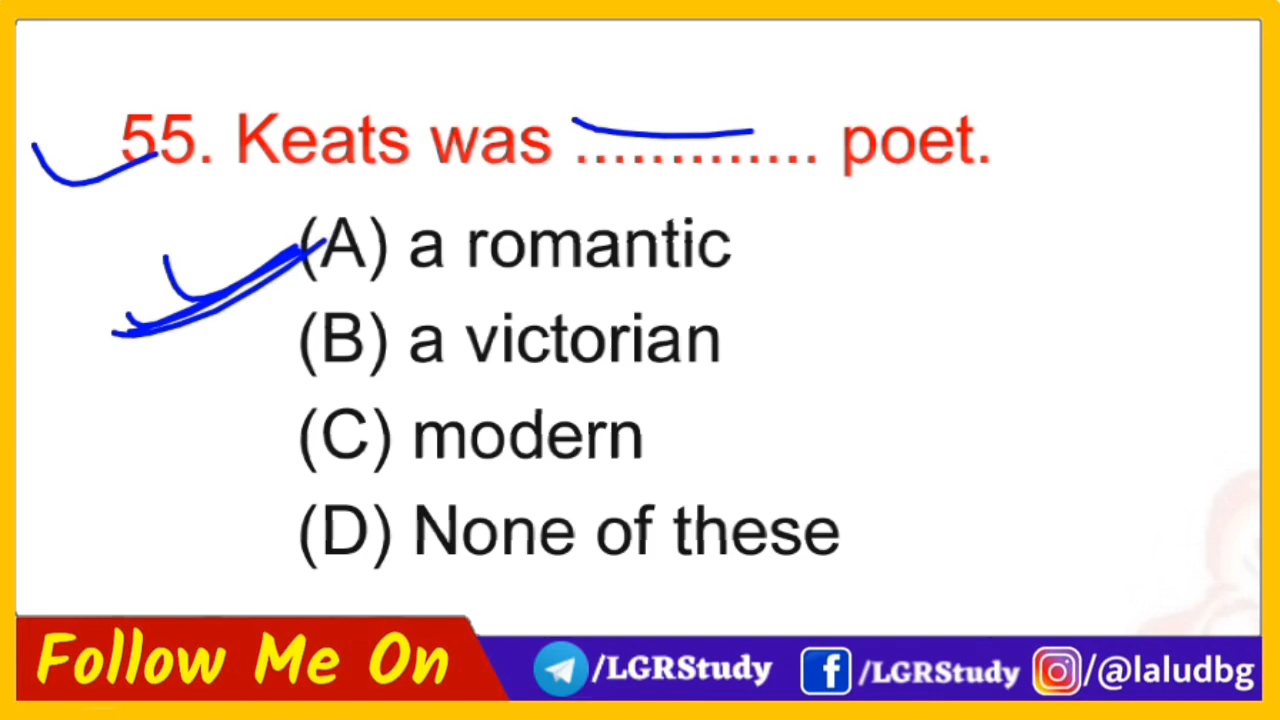 55. Keats was ............. poet.
(A) a romantic
(B) a victorian
(C) modern
(D) None of these
Follow Me On /LGRStudy /LGRStudy /@laludbg